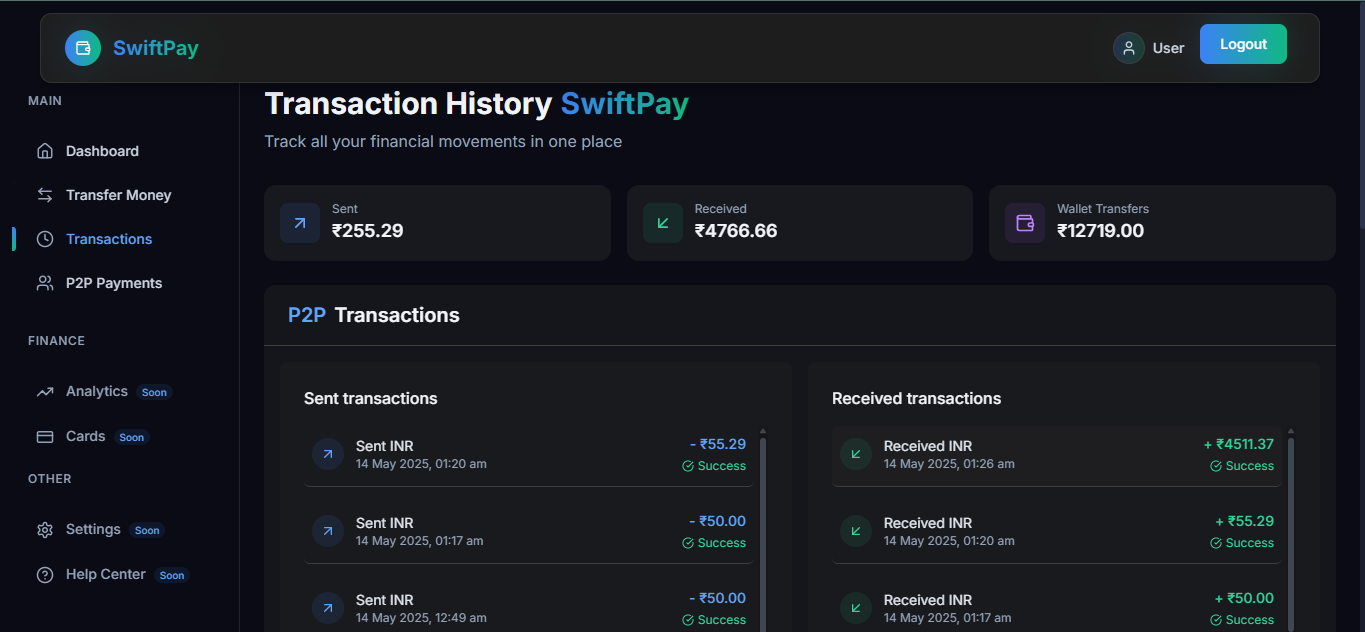 SwiftPay
User
Logout
MAIN
Dashboard
Transfer Money
Transactions
P2P Payments
FINANCE
Analytics Soon
Cards Soon
OTHER
Settings Soon
Help Center Soon
Transaction History SwiftPay
Track all your financial movements in one place
Sent
₹255.29
Received
₹4766.66
Wallet Transfers
₹12719.00
P2P Transactions
Sent transactions
Sent INR - ₹55.29
14 May 2025, 01:20 am Success
Sent INR - ₹50.00
14 May 2025, 01:17 am Success
Sent INR - ₹50.00
14 May 2025, 12:49 am Success
Received transactions
Received INR + ₹4511.37
14 May 2025, 01:26 am Success
Received INR + ₹55.29
14 May 2025, 01:20 am Success
Received INR + ₹50.00
14 May 2025, 01:17 am Success